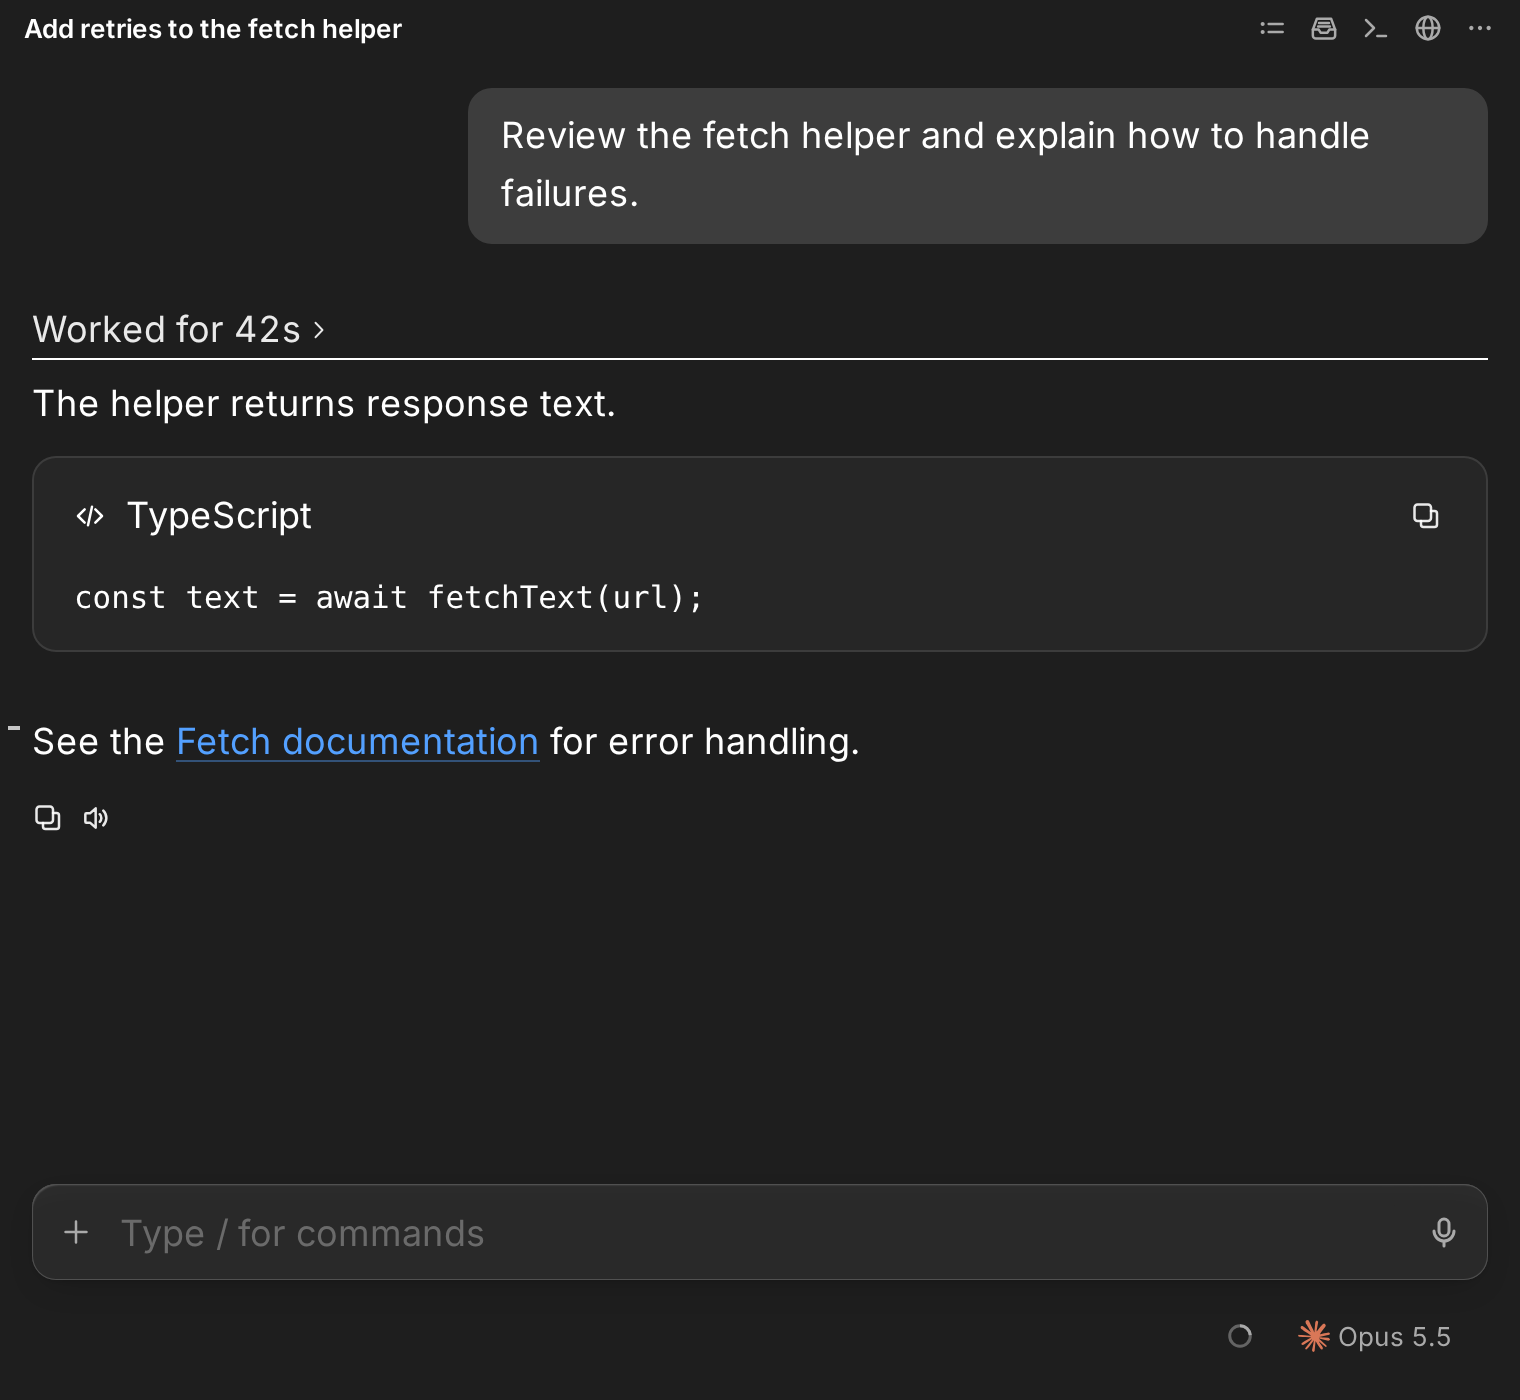 Add retries to the fetch helper
Review the fetch helper and explain how to handle
failures.
Worked for 42s
The helper returns response text.
TypeScript
const text = await fetchText(url);
See the Fetch documentation for error handling.
Type / for commands
Opus 5.5